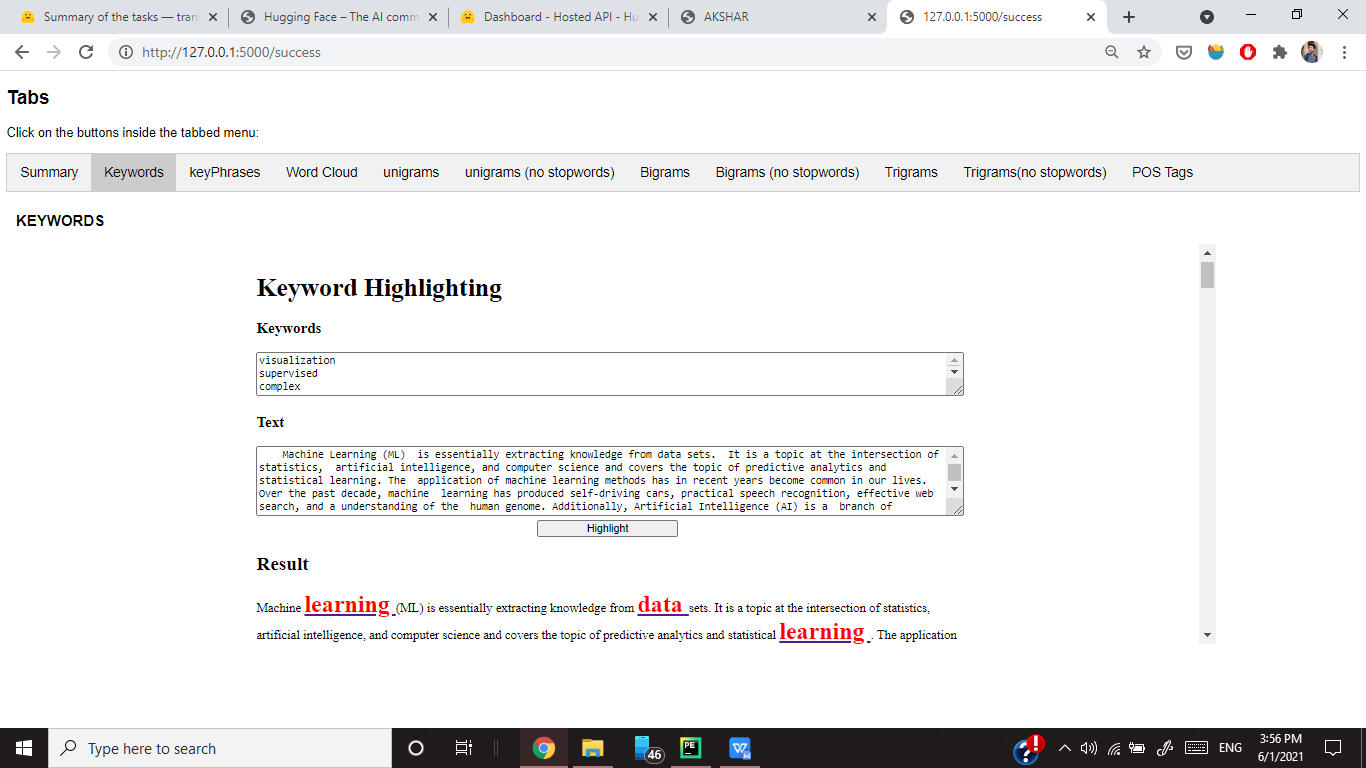 Summary of the tasks — tran
Hugging Face – The AI comm
Dashboard - Hosted API - Hu
AKSHAR
127.0.0.1:5000/success
http://127.0.0.1:5000/success
Tabs
Click on the buttons inside the tabbed menu:
Summary Keywords keyPhrases Word Cloud unigrams unigrams (no stopwords) Bigrams Bigrams (no stopwords) Trigrams Trigrams(no stopwords) POS Tags
KEYWORDS
Keyword Highlighting
Keywords
visualization
supervised
complex
Text
Machine Learning (ML) is essentially extracting knowledge from data sets. It is a topic at the intersection of
statistics, artificial intelligence, and computer science and covers the topic of predictive analytics and
statistical learning. The application of machine learning methods has in recent years become common in our lives.
Over the past decade, machine learning has produced self-driving cars, practical speech recognition, effective web
search, and a understanding of the human genome. Additionally, Artificial Intelligence (AI) is a branch of
Highlight
Result
Machine learning (ML) is essentially extracting knowledge from data sets. It is a topic at the intersection of statistics,
artificial intelligence, and computer science and covers the topic of predictive analytics and statistical learning . The application
Type here to search
46
PE
ENG
3:56 PM
6/1/2021